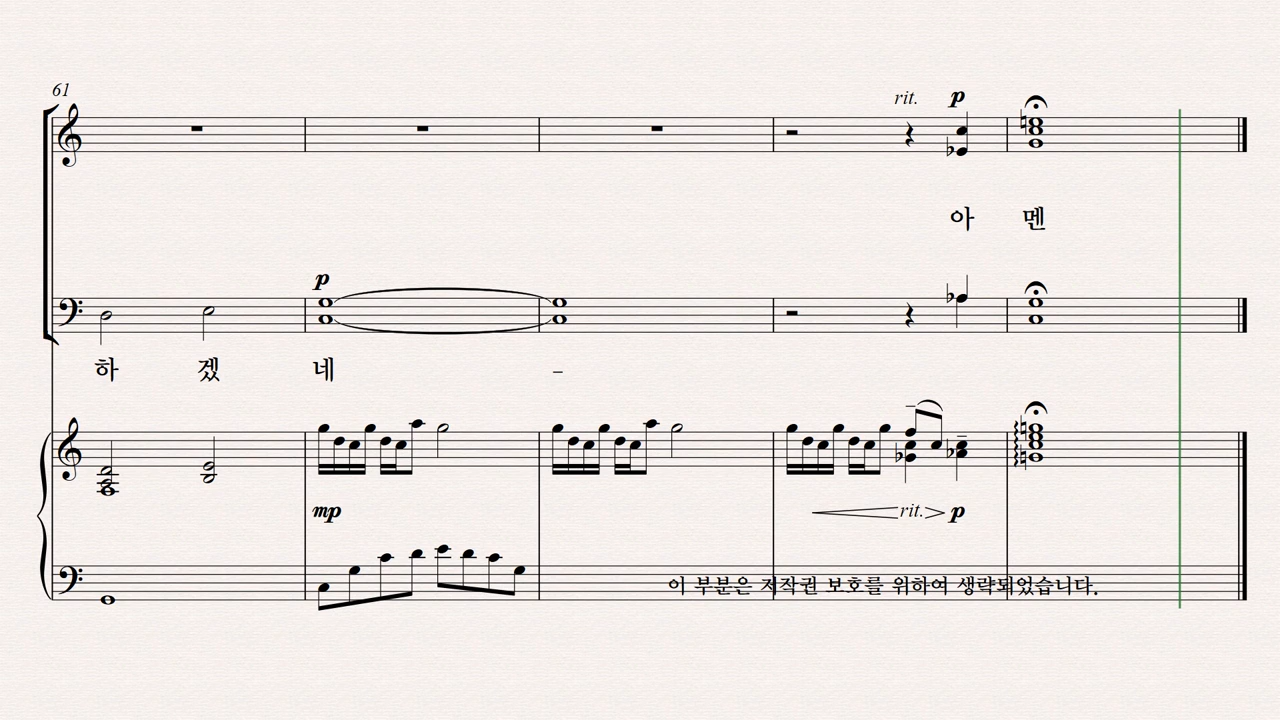 61
rit. p
아 멘
p
하 겠 네 –
mp rit. p
이 부분은 저작권 보호를 위하여 생략되었습니다.